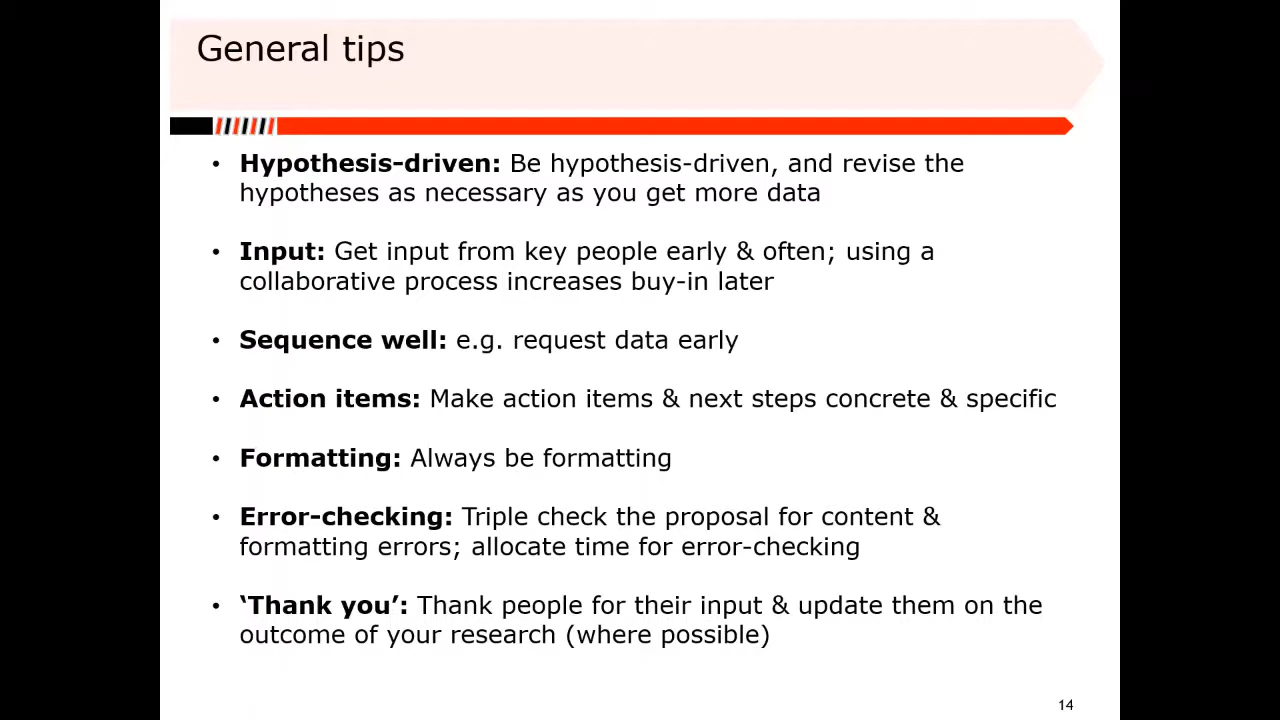 General tips
• Hypothesis-driven: Be hypothesis-driven, and revise the
hypotheses as necessary as you get more data
• Input: Get input from key people early & often; using a
collaborative process increases buy-in later
• Sequence well: e.g. request data early
• Action items: Make action items & next steps concrete & specific
• Formatting: Always be formatting
• Error-checking: Triple check the proposal for content &
formatting errors; allocate time for error-checking
• ‘Thank you’: Thank people for their input & update them on the
outcome of your research (where possible)
14